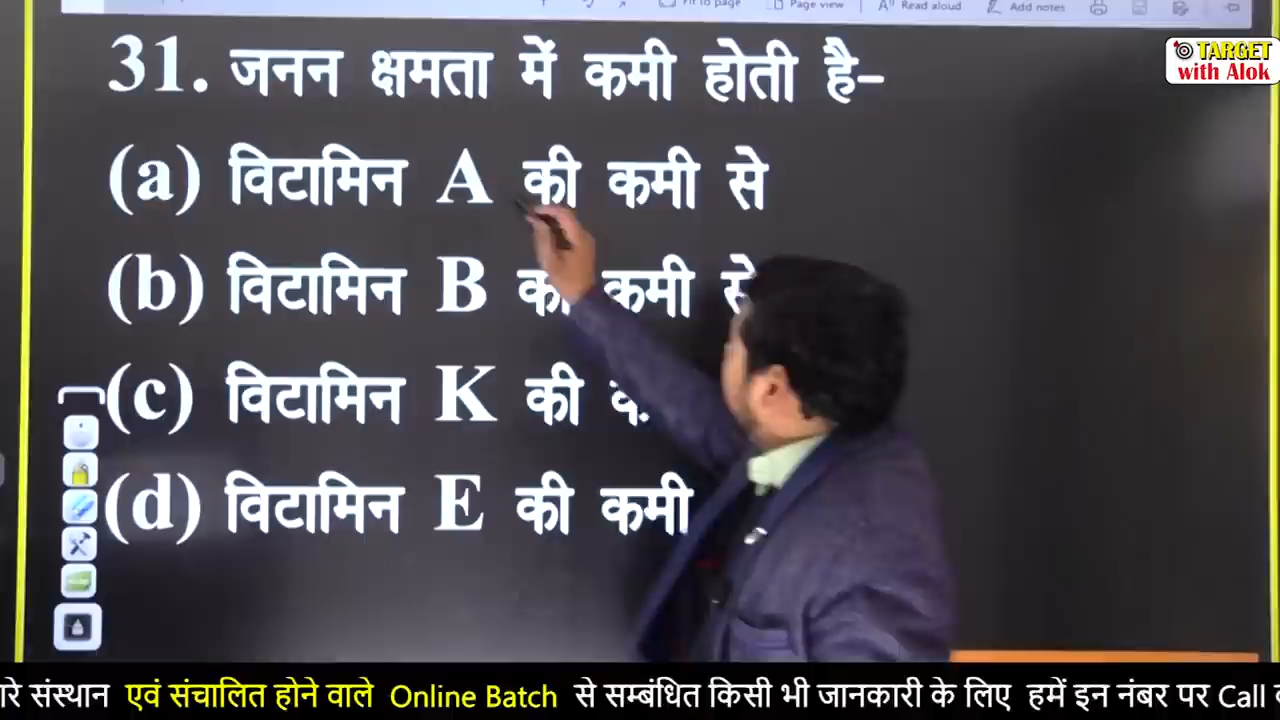 Fit to page Page view Read aloud Add notes
TARGET
with Alok
31. जनन क्षमता में कमी होती है-
(a) विटामिन A की कमी से
(b) विटामिन B की कमी से
(c) विटामिन K की
(d) विटामिन E की कमी
संस्थान एवं संचालित होने वाले Online Batch से सम्बंधित किसी भी जानकारी के लिए हमें इन नंबर पर Call